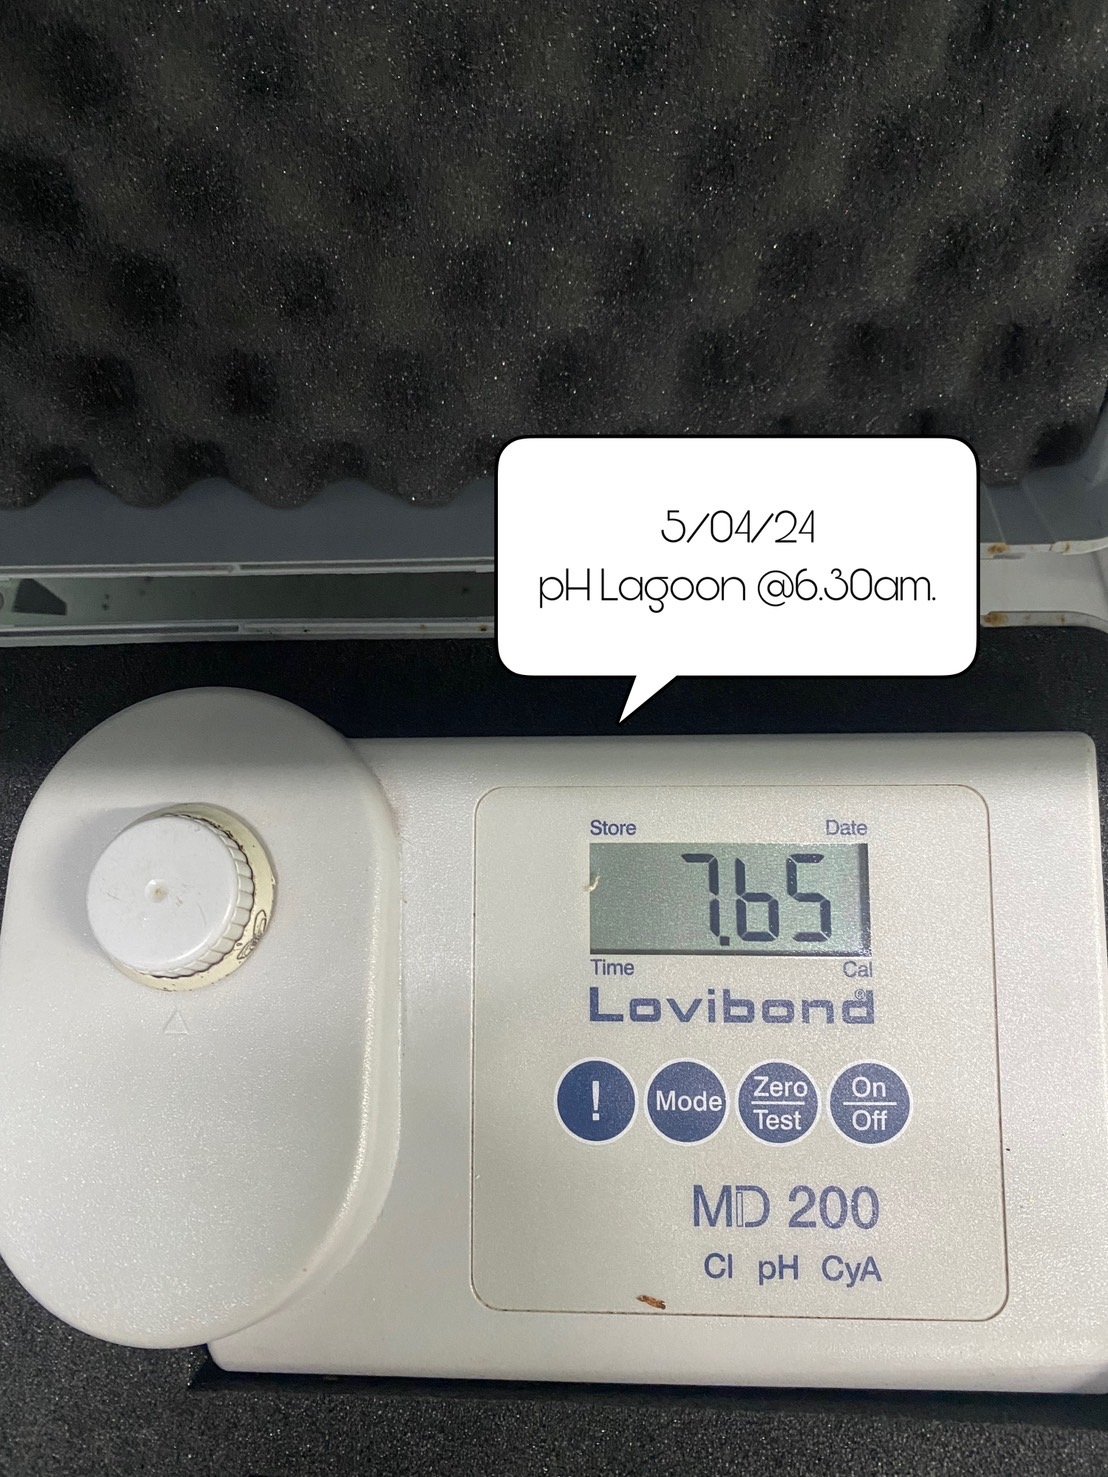 5/04/24
pH Lagoon @6.30am.
Store Date
7.65
Time Cal
Lovibond®
! Mode Zero Test On Off
MD 200
Cl pH CyA